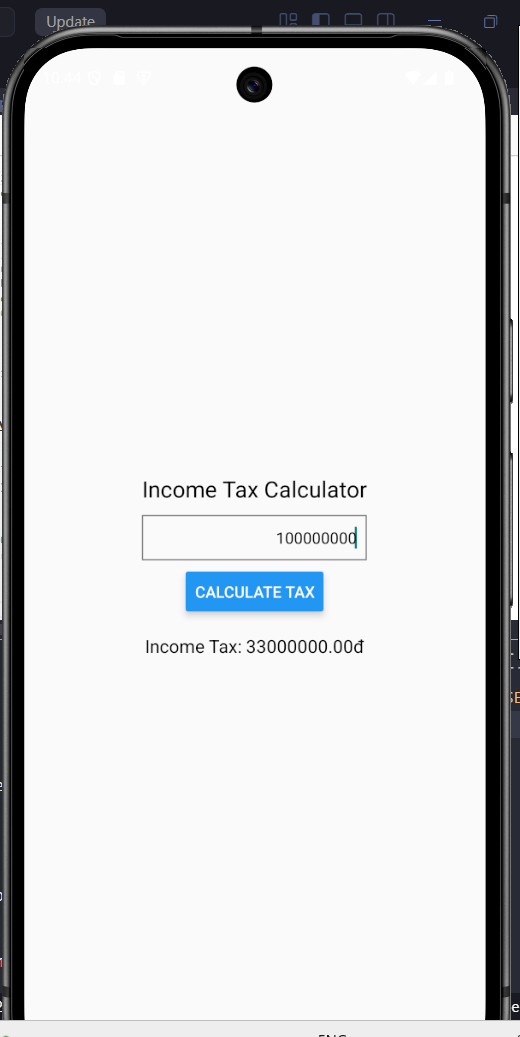 Update
Income Tax Calculator
100000000
CALCULATE TAX
Income Tax: 33000000.00đ